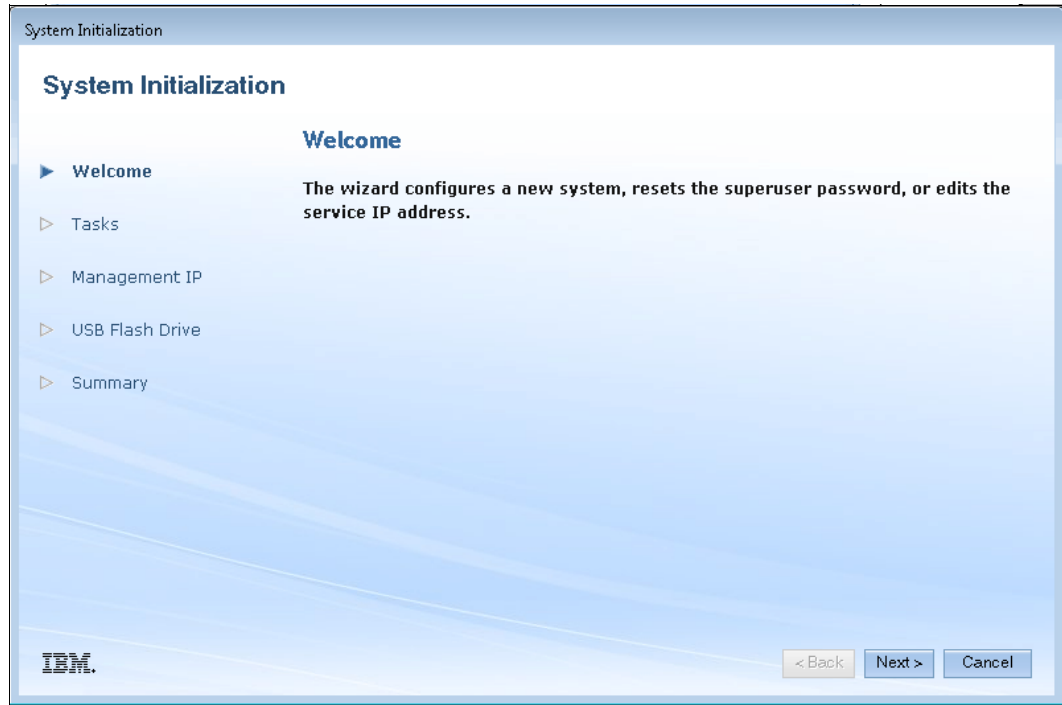 System Initialization
System Initialization
Welcome
Welcome
The wizard configures a new system, resets the superuser password, or edits the
service IP address.
Tasks
Management IP
USB Flash Drive
Summary
IBM.
< Back
Next >
Cancel